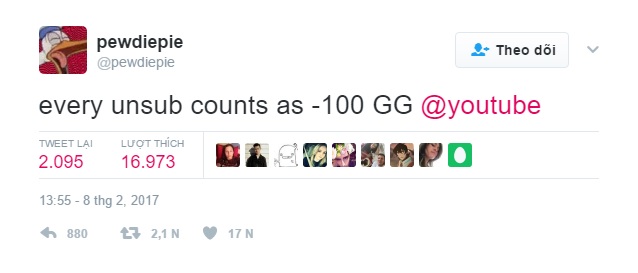 pewdiepie
@pewdiepie
Theo dõi
every unsub counts as -100 GG @youtube
TWEET LẠI LƯỢT THÍCH
2.095 16.973
13:55 - 8 thg 2, 2017
880 2,1 N 17 N